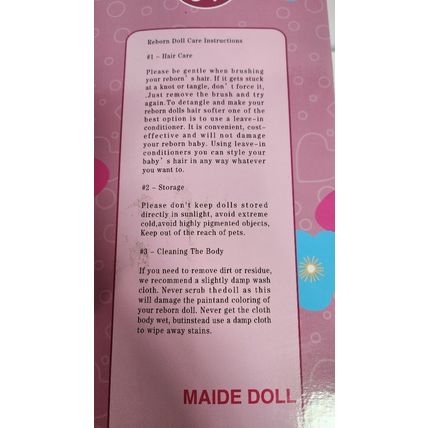 Reborn Doll Care Instructions
#1 – Hair Care
Please be gentle when brushing
your reborn's hair. If it gets stuck
at a knot or tangle, don't force it,
.Just remove the brush and try
again.To detangle and make your
reborn dolls hair softer one of the
best option is to use a leave-in
conditioner. It is convenient, cost-
effective and will not damage
your reborn baby. Using leave-in
conditioners you can style your
baby's hair in any way whatever
you want to.
#2 – Storage
Please don't keep dolls stored
directly in sunlight, avoid extreme
cold,avoid highly pigmented objects,
Keep out of the reach of pets.
#3 – Cleaning The Body
If you need to remove dirt or residue,
we recommend a slightly damp wash
cloth. Never scrub thedoll as this
will damage the paintand coloring of
your reborn doll. Never get the cloth
body wet, butinstead use a damp cloth
to wipe away stains.
MAIDE DOLL